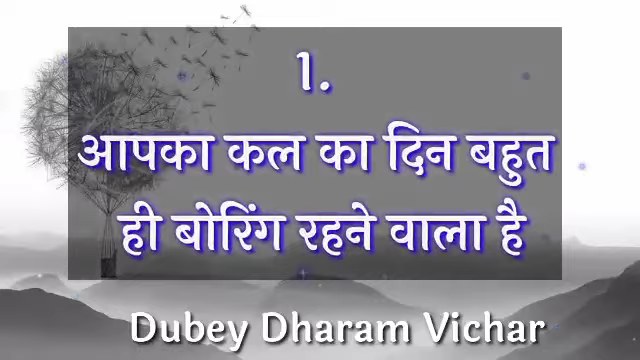 1.
आपका कल का दिन बहुत
ही बोरिंग रहने वाला है
Dubey Dharam Vichar